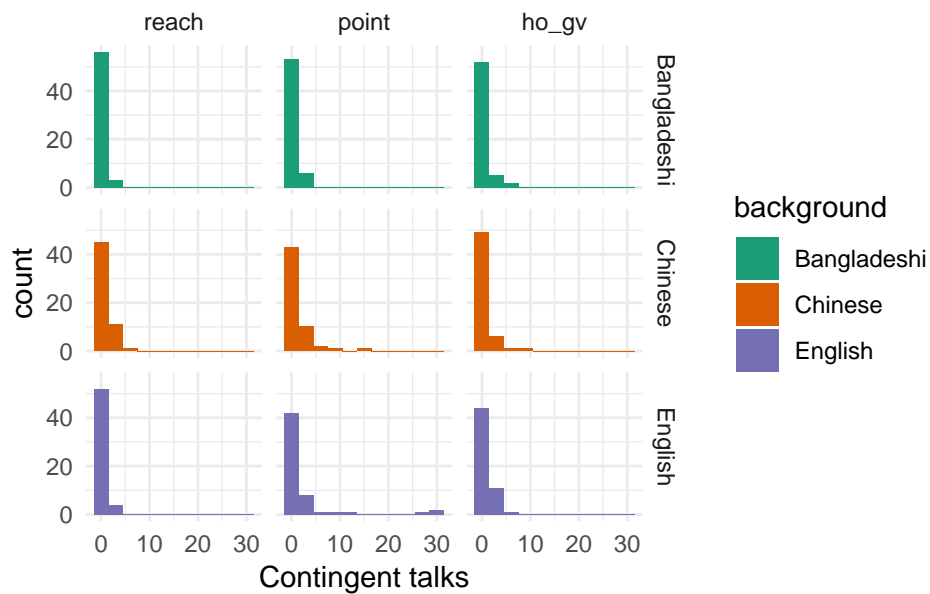 reach point ho_gv
40
20
0
Bangladeshi
40
20
0
Chinese
40
20
0
English
0 10 20 30 0 10 20 30 0 10 20 30
Contingent talks
count
background
Bangladeshi
Chinese
English